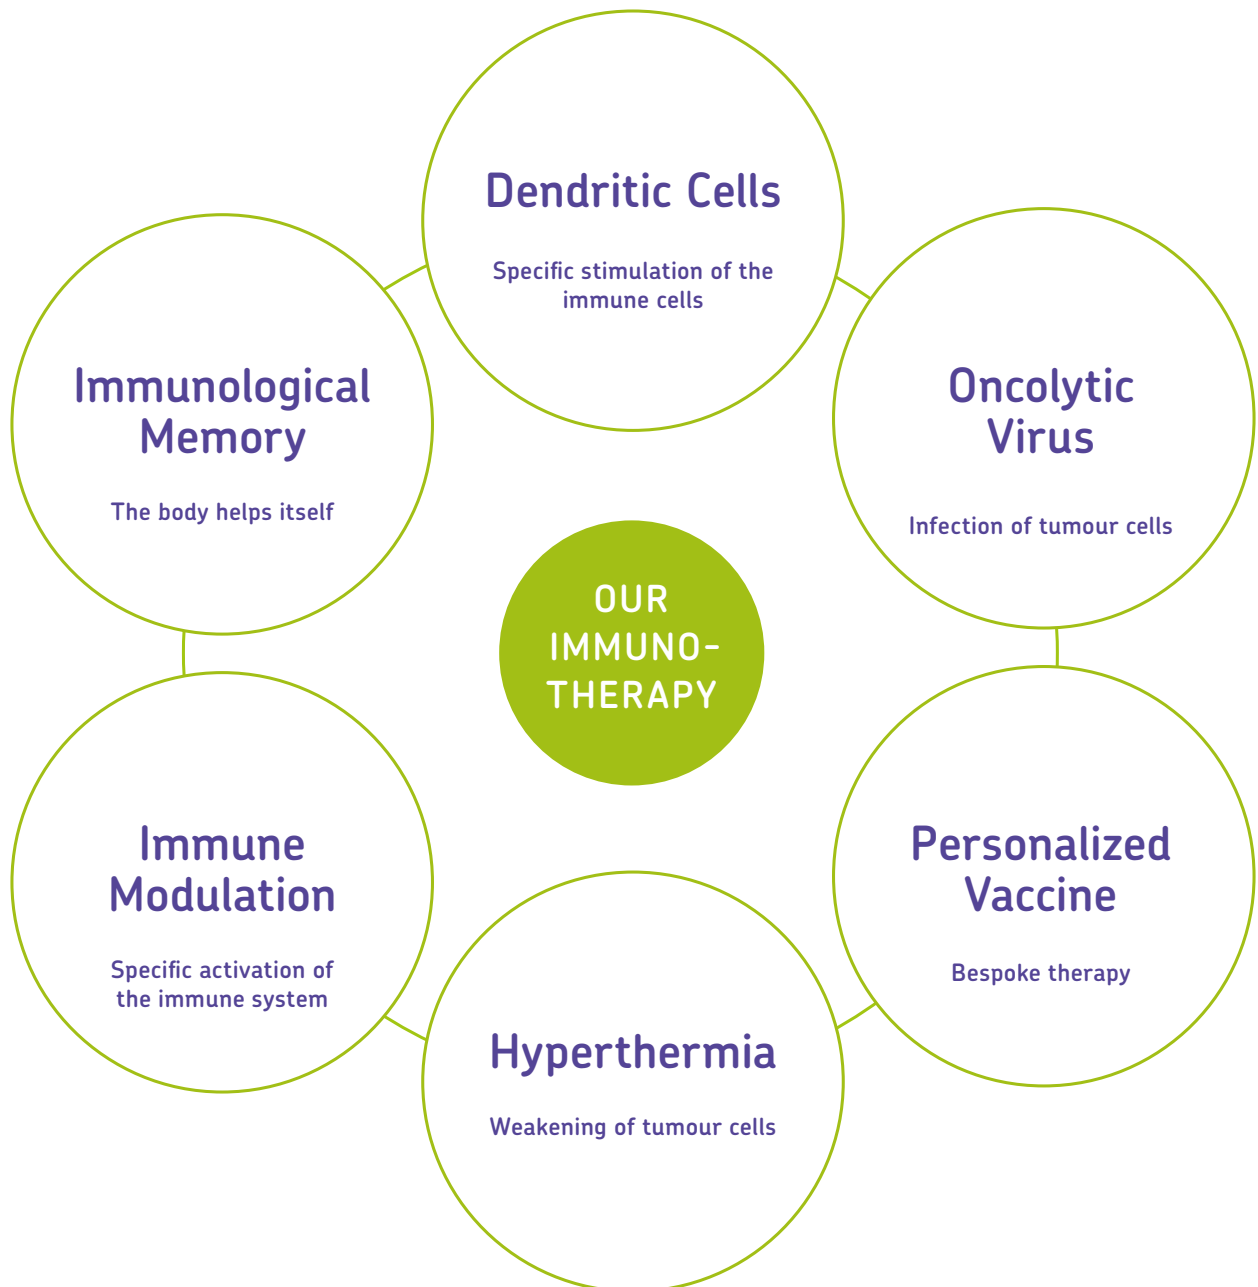 Dendritic Cells
Specific stimulation of the
immune cells
Oncolytic
Virus
Infection of tumour cells
Personalized
Vaccine
Bespoke therapy
Hyperthermia
Weakening of tumour cells
Immune
Modulation
Specific activation of
the immune system
Immunological
Memory
The body helps itself
OUR
IMMUNO-
THERAPY